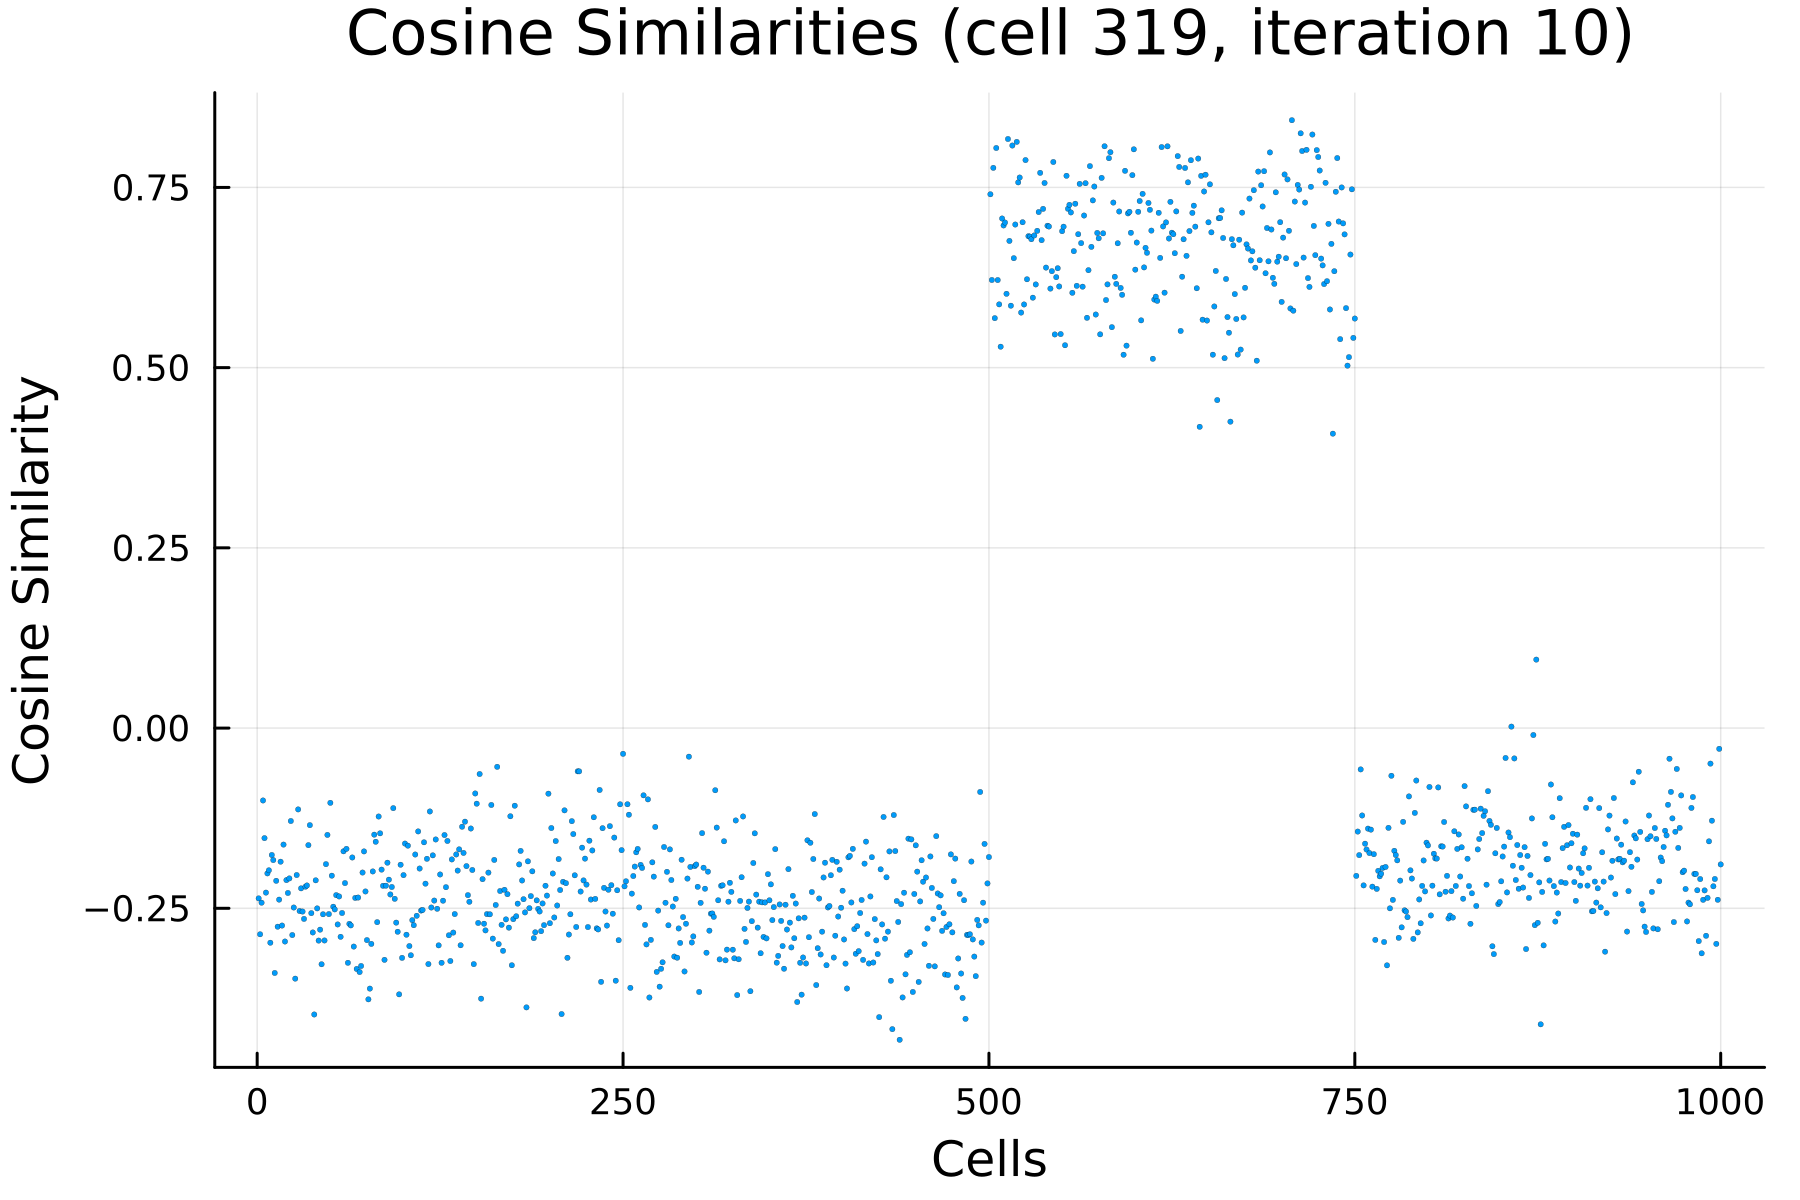 Cosine Similarities (cell 319, iteration 10)
Cosine Similarity
0.75
0.50
0.25
0.00
−0.25
0 250 500 750 1000
Cells